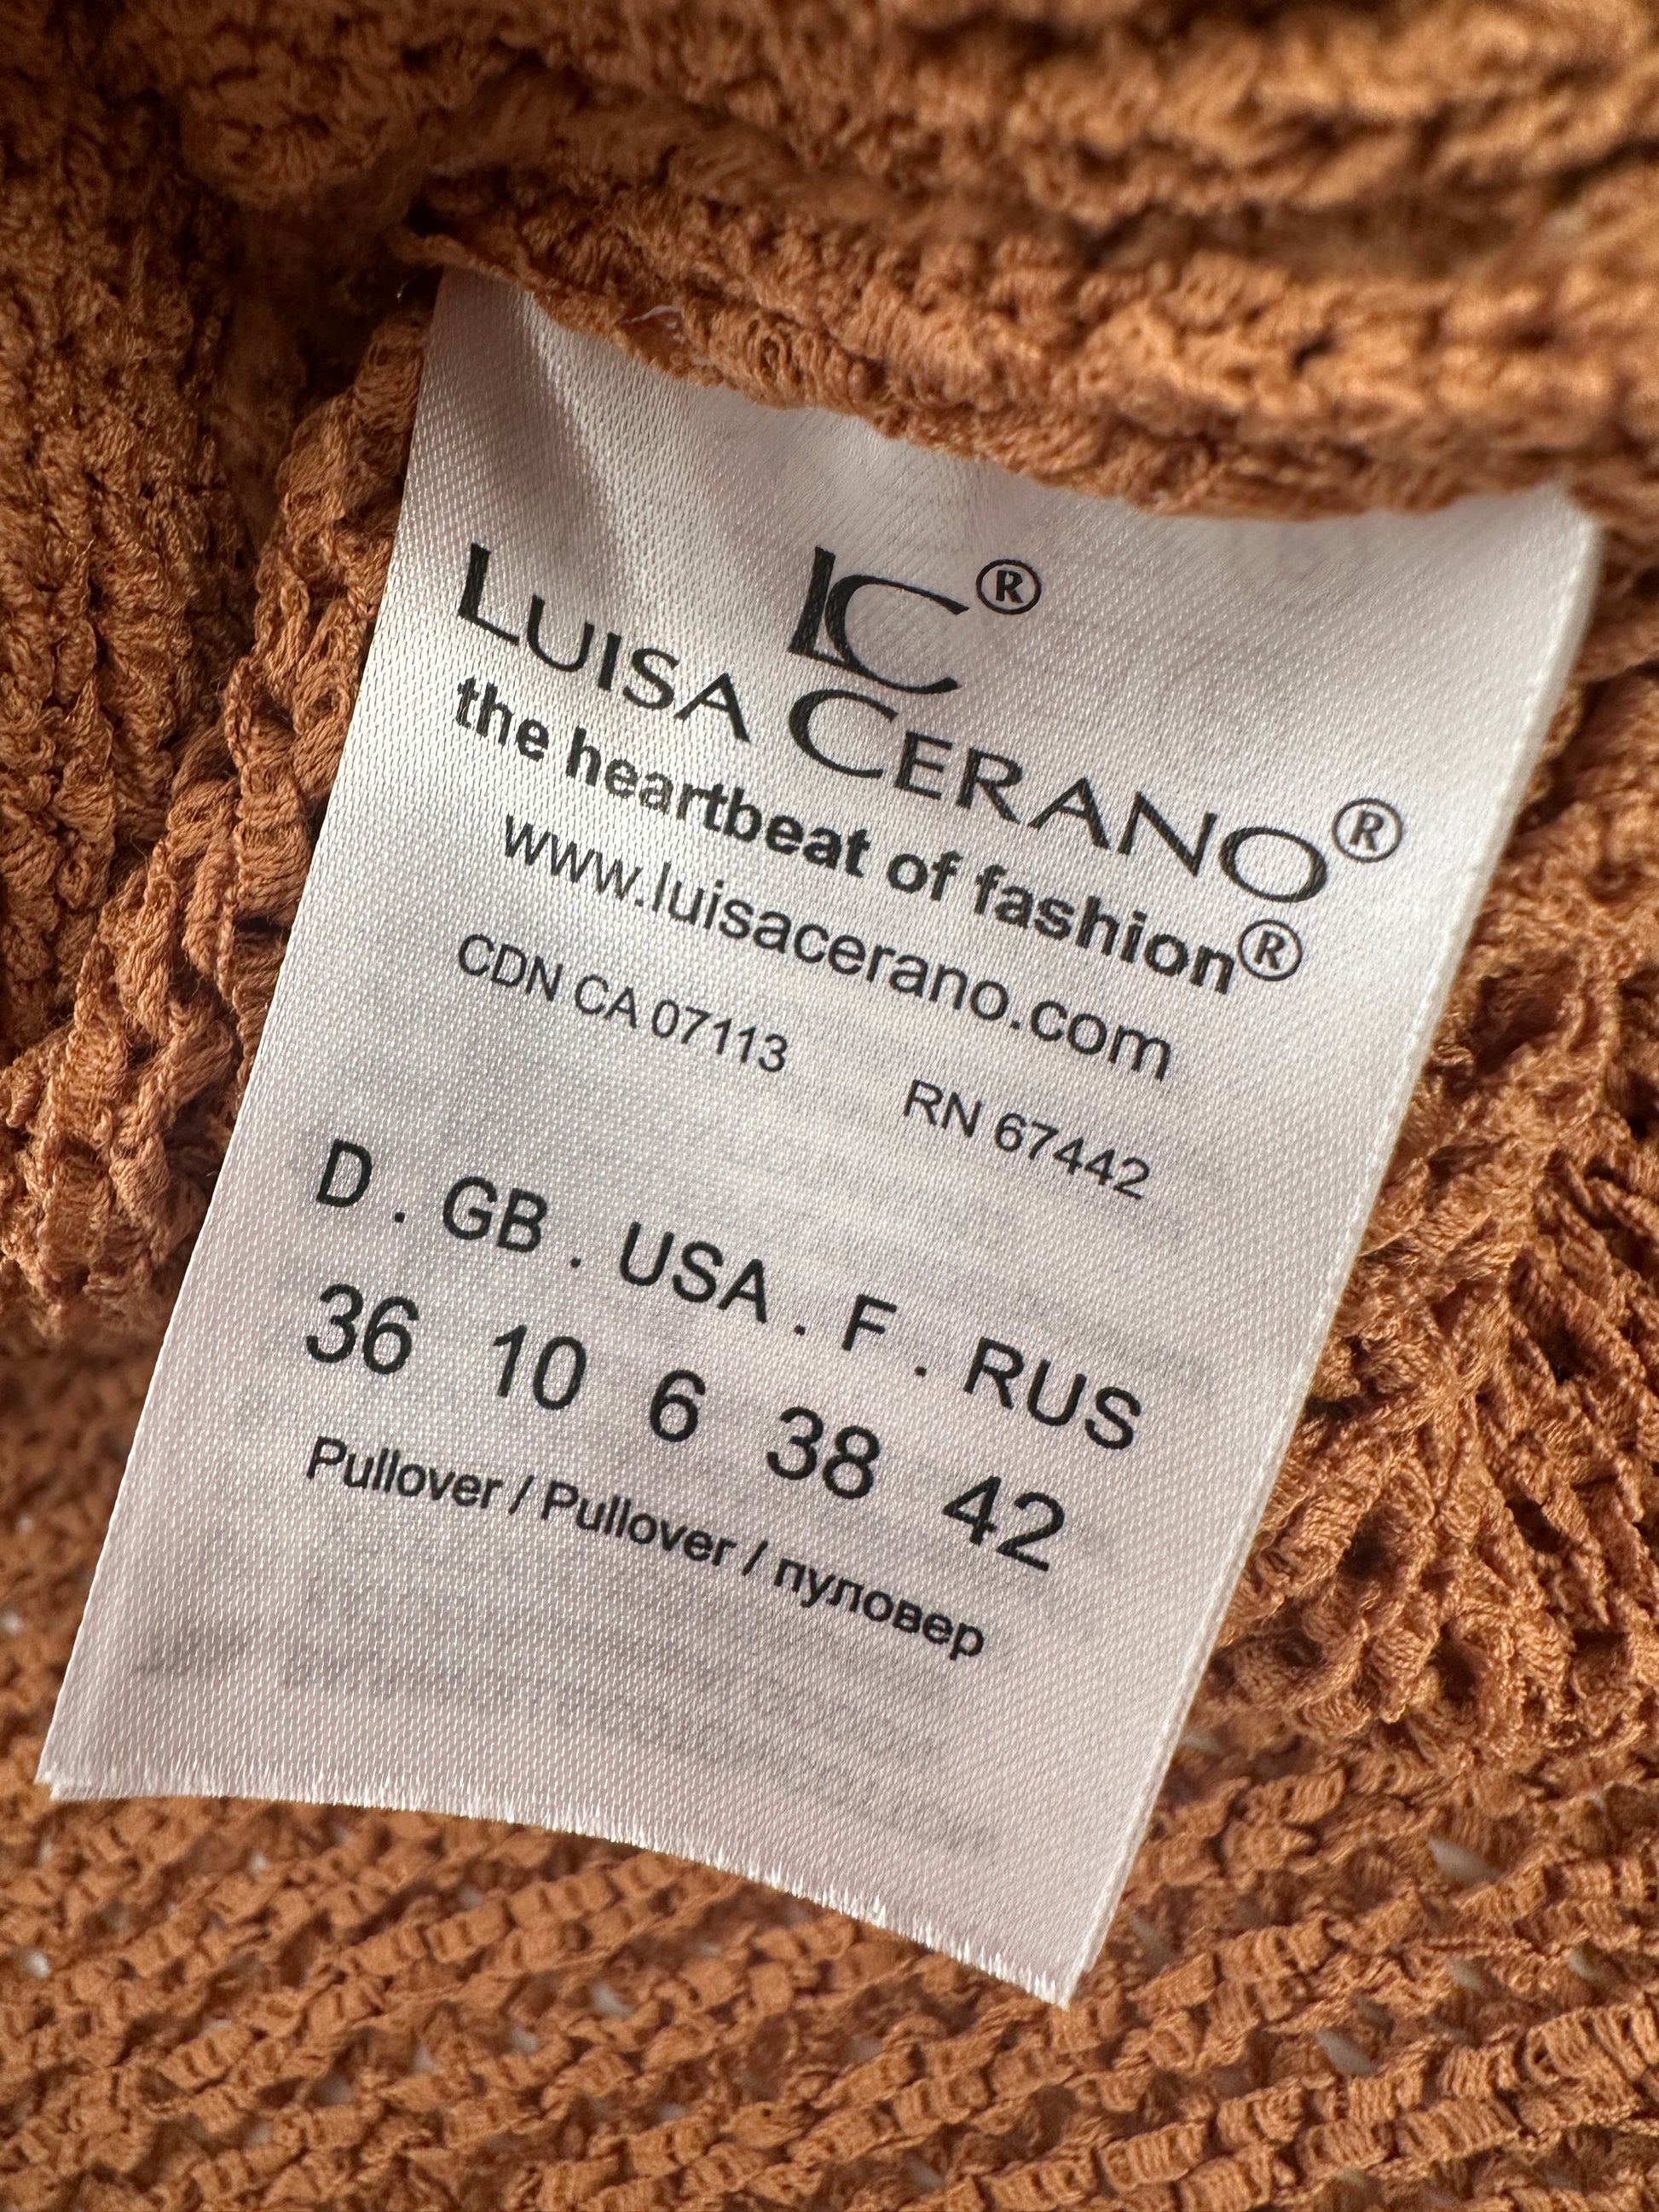 LC®
LUISA CERANO®
the heartbeat of fashion®
www.luisacerano.com
CDN CA 07113 RN 67442
D . GB . USA . F . RUS
36 10 6 38 42
Pullover / Pullover / пуловер